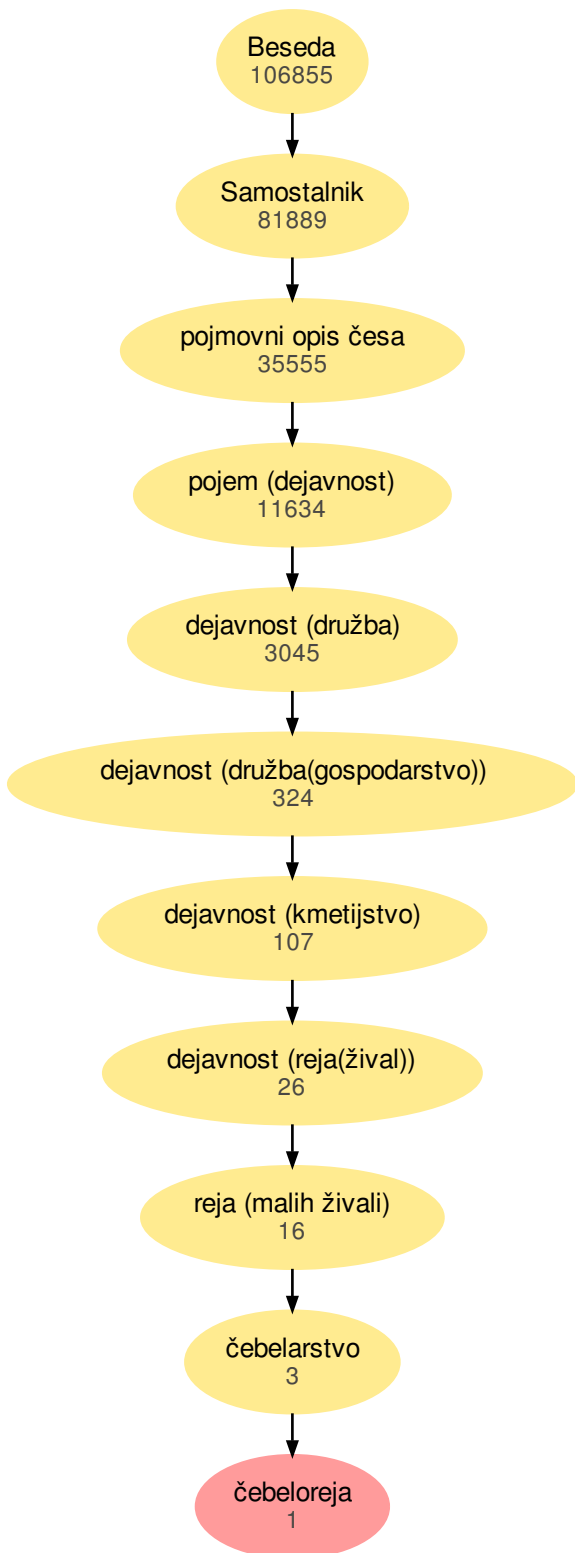 Beseda
106855
Samostalnik
81889
pojmovni opis česa
35555
pojem (dejavnost)
11634
dejavnost (družba)
3045
dejavnost (družba(gospodarstvo))
324
dejavnost (kmetijstvo)
107
dejavnost (reja(žival))
26
reja (malih živali)
16
čebelarstvo
3
čebeloreja
1